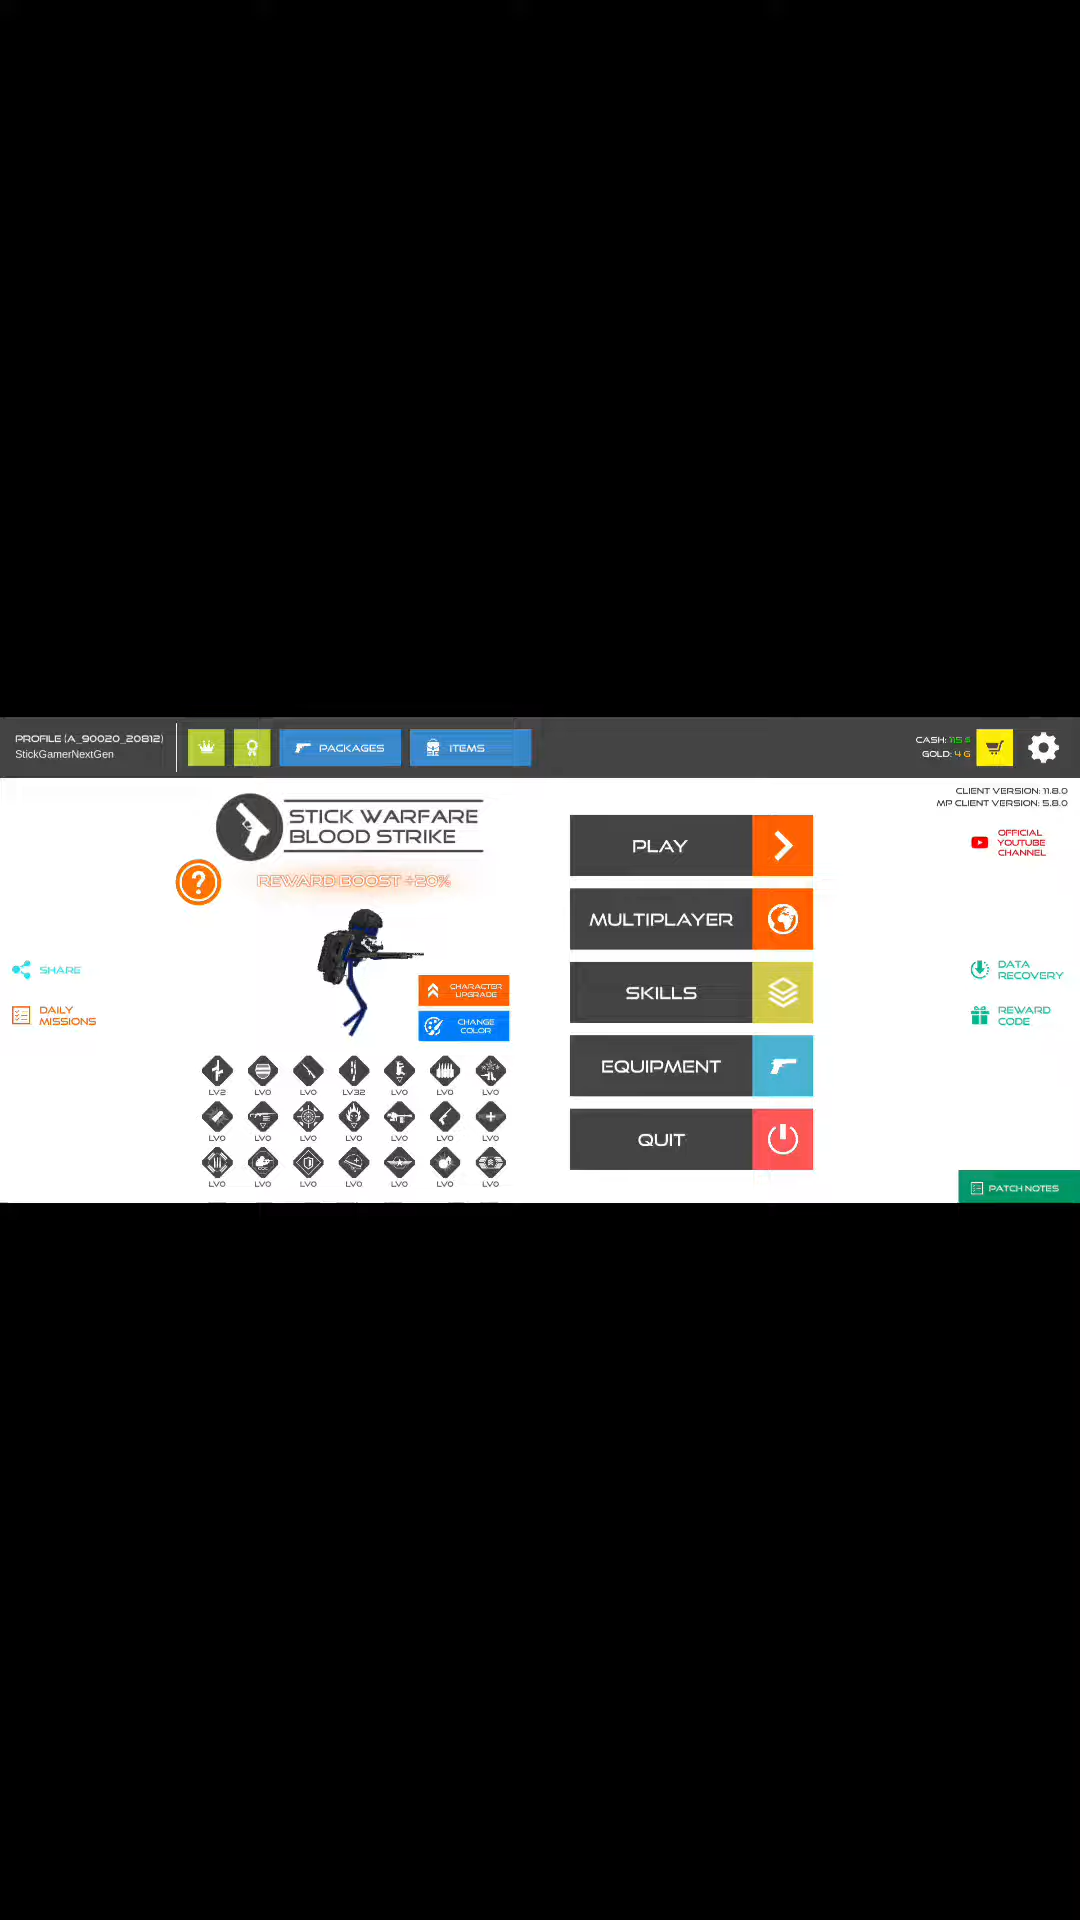 PROFILE (A_90020_20812)
StickGamerNextGen
PACKAGES
ITEMS
CASH: 115 $
GOLD: 4 G
CLIENT VERSION: 11.8.0
MP CLIENT VERSION: 5.8.0
STICK WARFARE
BLOOD STRIKE
REWARD BOOST +20%
?
PLAY
MULTIPLAYER
SKILLS
EQUIPMENT
QUIT
OFFICIAL
YOUTUBE
CHANNEL
SHARE
DAILY
MISSIONS
CHARACTER
UPGRADE
CHANGE
COLOR
DATA
RECOVERY
REWARD
CODE
LV2 LV0 LV0 LV32 LV0 LV0 LV0
LV0 LV0 LV0 LV0 LV0 LV0 LV0
LV0 LV0 LV0 LV0 LV0 LV0 LV0
PATCH NOTES